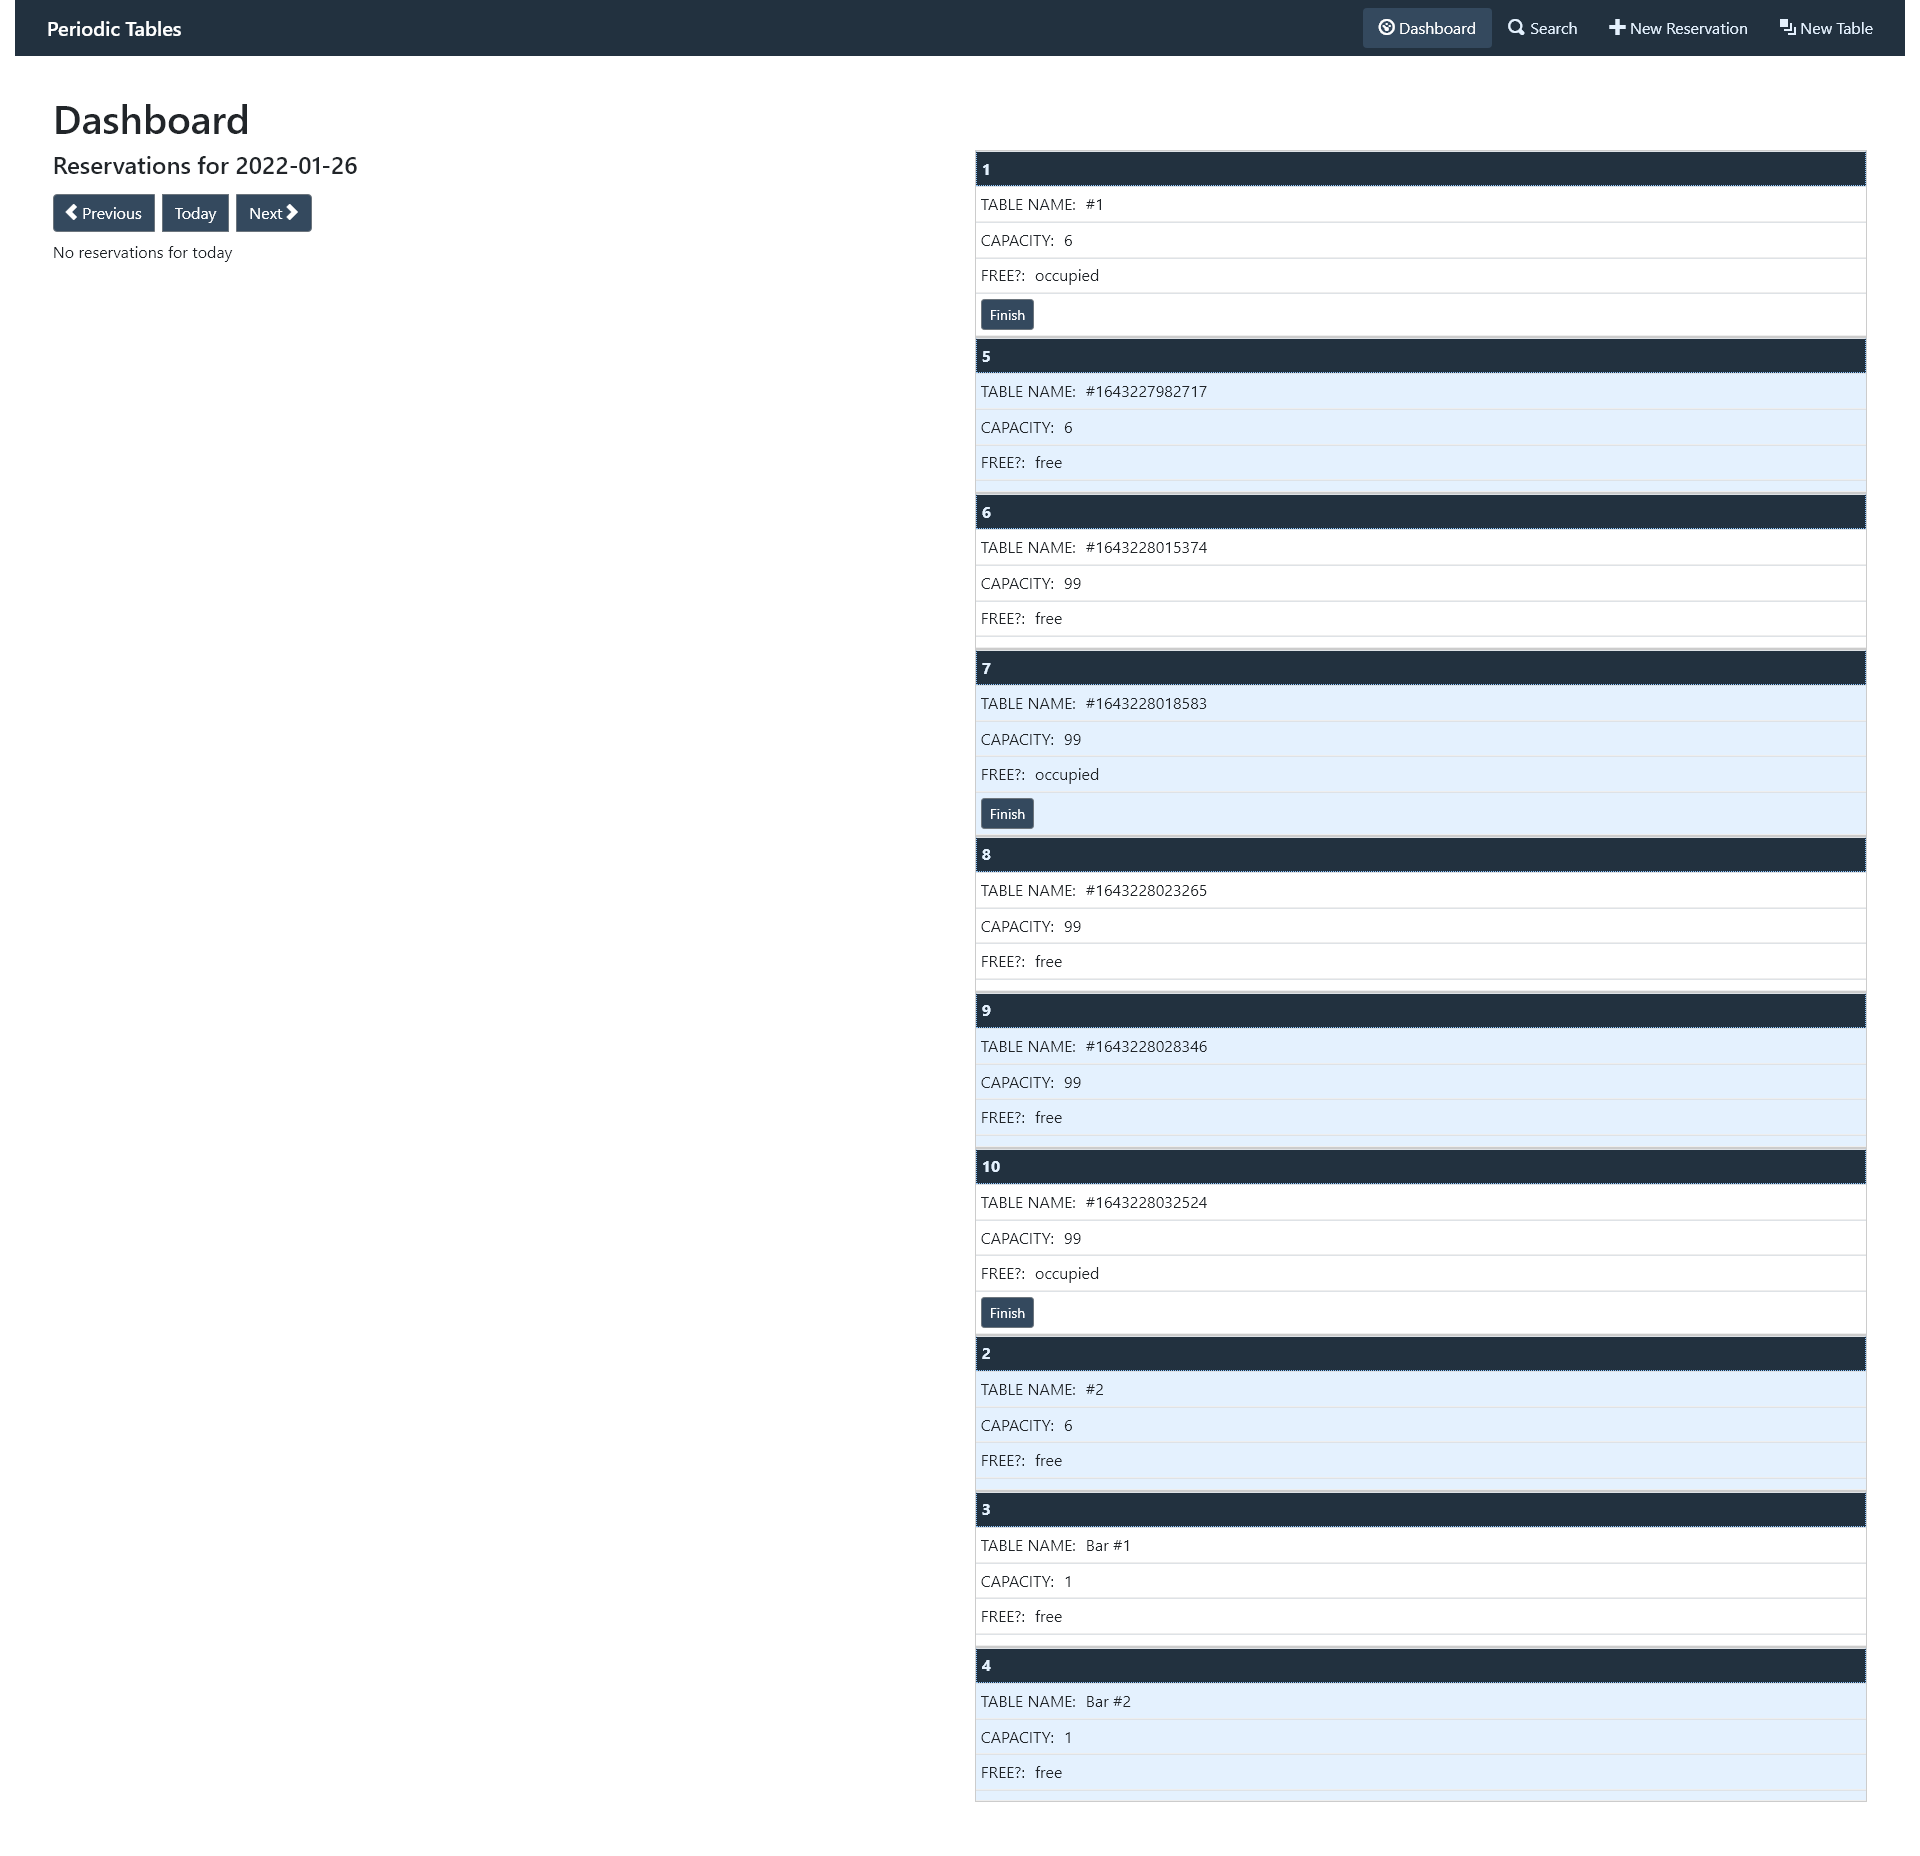 Periodic Tables
Dashboard
Search
New Reservation
New Table
Dashboard
Reservations for 2022-01-26
Previous
Today
Next
No reservations for today
1
TABLE NAME: #1
CAPACITY: 6
FREE?: occupied
Finish
5
TABLE NAME: #1643227982717
CAPACITY: 6
FREE?: free
6
TABLE NAME: #1643228015374
CAPACITY: 99
FREE?: free
7
TABLE NAME: #1643228018583
CAPACITY: 99
FREE?: occupied
Finish
8
TABLE NAME: #1643228023265
CAPACITY: 99
FREE?: free
9
TABLE NAME: #1643228028346
CAPACITY: 99
FREE?: free
10
TABLE NAME: #1643228032524
CAPACITY: 99
FREE?: occupied
Finish
2
TABLE NAME: #2
CAPACITY: 6
FREE?: free
3
TABLE NAME: Bar #1
CAPACITY: 1
FREE?: free
4
TABLE NAME: Bar #2
CAPACITY: 1
FREE?: free